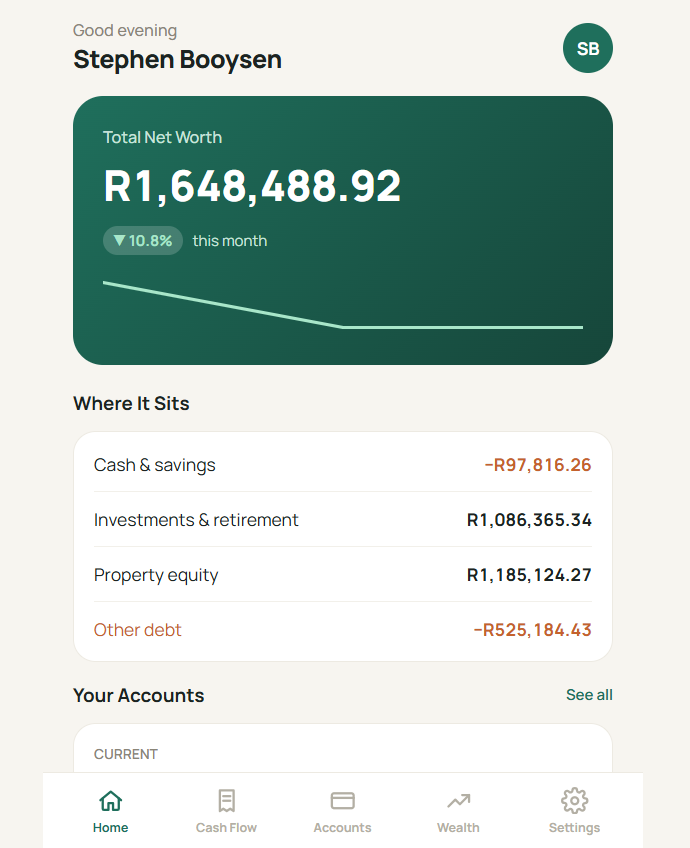 Good evening
Stephen Booysen
SB
Total Net Worth
R1,648,488.92
▼ 10.8% this month
Where It Sits
Cash & savings −R97,816.26
Investments & retirement R1,086,365.34
Property equity R1,185,124.27
Other debt −R525,184.43
Your Accounts See all
CURRENT
Home Cash Flow Accounts Wealth Settings